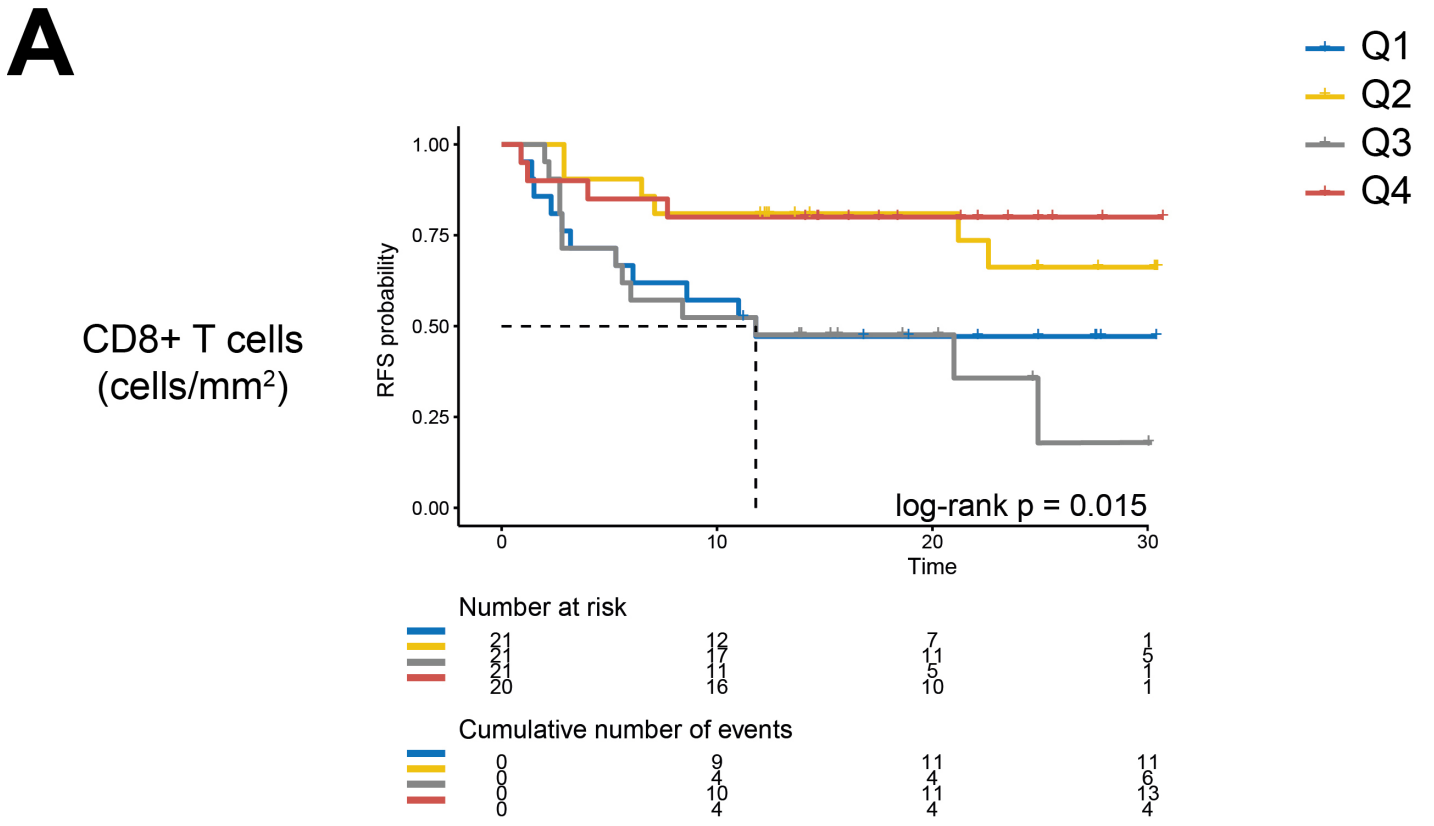 A
Q1
Q2
Q3
Q4
CD8+ T cells
(cells/mm²)
RFS probability
1.00
0.75
0.50
0.25
0.00
log-rank p = 0.015
0 10 20 30
Time
Number at risk
21 12 7 1
21 17 11 5
21 11 5 1
20 16 10 1
Cumulative number of events
0 9 11 11
0 4 4 6
0 10 11 13
0 4 4 4